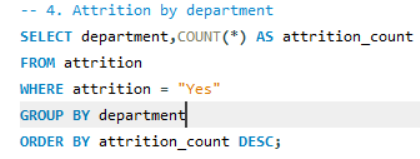 -- 4. Attrition by department
SELECT department,COUNT(*) AS attrition_count
FROM attrition
WHERE attrition = "Yes"
GROUP BY department
ORDER BY attrition_count DESC;